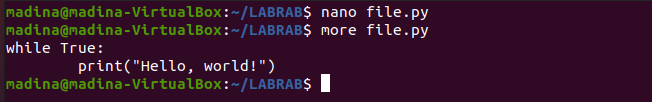 madina@madina-VirtualBox:~/LABRAB$ nano file.py
madina@madina-VirtualBox:~/LABRAB$ more file.py
while True:
        print("Hello, world!")
madina@madina-VirtualBox:~/LABRAB$